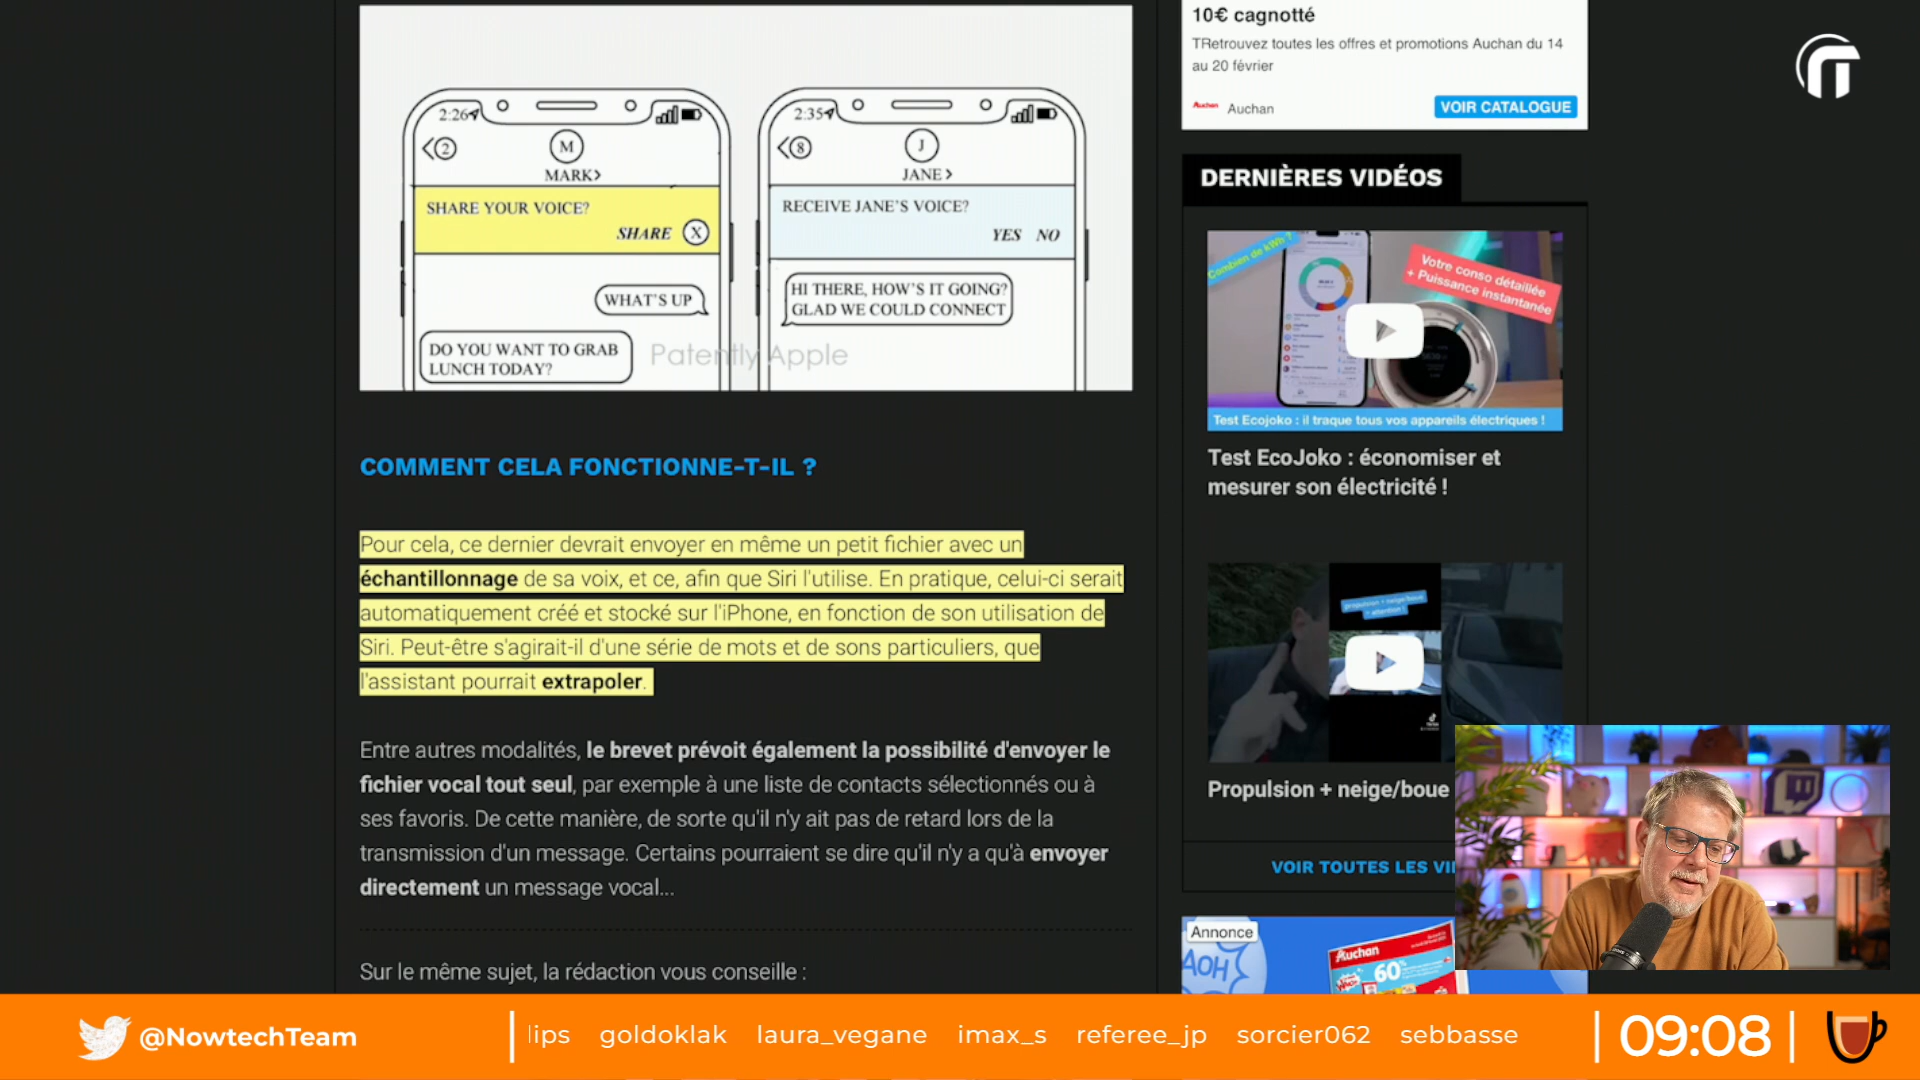 10€ cagnotté
TRetrouvez toutes les offres et promotions Auchan du 14
au 20 février
Auchan
Auchan
VOIR CATALOGUE
2:26
2
M
MARK>
SHARE YOUR VOICE?
SHARE X
WHAT'S UP
DO YOU WANT TO GRAB
LUNCH TODAY?
2:35
8
J
JANE>
RECEIVE JANE'S VOICE?
YES NO
HI THERE, HOW'S IT GOING?
GLAD WE COULD CONNECT
Patently Apple
COMMENT CELA FONCTIONNE-T-IL ?
Pour cela, ce dernier devrait envoyer en même un petit fichier avec un
échantillonnage de sa voix, et ce, afin que Siri l'utilise. En pratique, celui-ci serait
automatiquement créé et stocké sur l'iPhone, en fonction de son utilisation de
Siri. Peut-être s'agirait-il d'une série de mots et de sons particuliers, que
l'assistant pourrait extrapoler.
Entre autres modalités, le brevet prévoit également la possibilité d'envoyer le
fichier vocal tout seul, par exemple à une liste de contacts sélectionnés ou à
ses favoris. De cette manière, de sorte qu'il n'y ait pas de retard lors de la
transmission d'un message. Certains pourraient se dire qu'il n'y a qu'à envoyer
directement un message vocal...
Sur le même sujet, la rédaction vous conseille :
DERNIÈRES VIDÉOS
Combien de kWh ?
Votre conso détaillée
+ Puissance instantanée
Test Ecojoko : il traque tous vos appareils électriques !
Test EcoJoko : économiser et
mesurer son électricité !
propulsion + neige/boue
= attention !
Propulsion + neige/boue
VOIR TOUTES LES VI
Annonce
AOH
Auchan
60%
@NowtechTeam
lips goldoklak laura_vegane imax_s referee_jp sorcier062 sebbasse
09:08